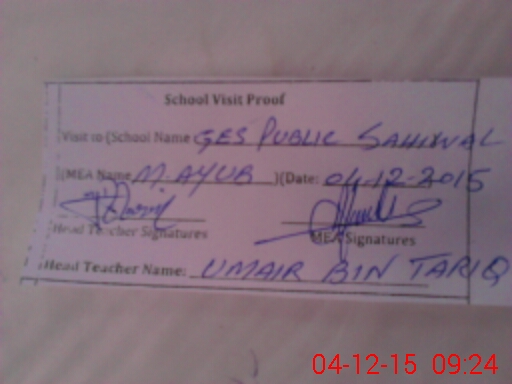 School Visit Proof
Visit to (School Name GES PUBLIC SAHIWAL
(MEA Name M. AYUB )(Date: 04-12-2015
Head Teacher Signatures MEA Signatures
Head Teacher Name: UMAIR BIN TARIQ
04-12-15 09:24